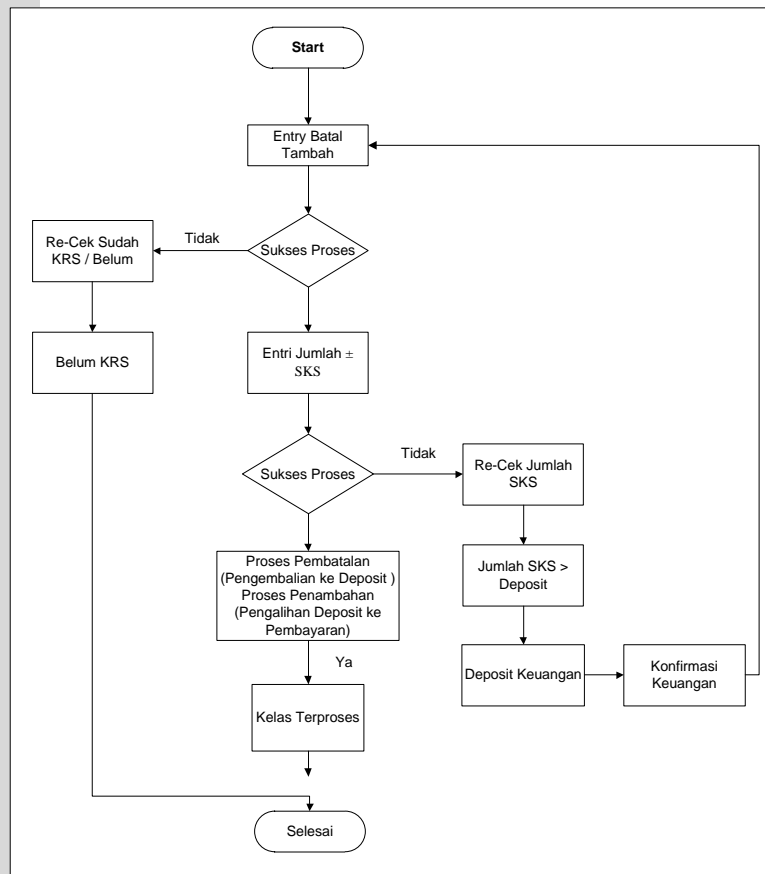 Start
Entry Batal
Tambah
Sukses Proses
Tidak
Re-Cek Sudah
KRS / Belum
Belum KRS
Entri Jumlah ±
SKS
Sukses Proses
Tidak
Re-Cek Jumlah
SKS
Jumlah SKS >
Deposit
Deposit Keuangan
Konfirmasi
Keuangan
Proses Pembatalan
(Pengembalian ke Deposit )
Proses Penambahan
(Pengalihan Deposit ke
Pembayaran)
Ya
Kelas Terproses
Selesai